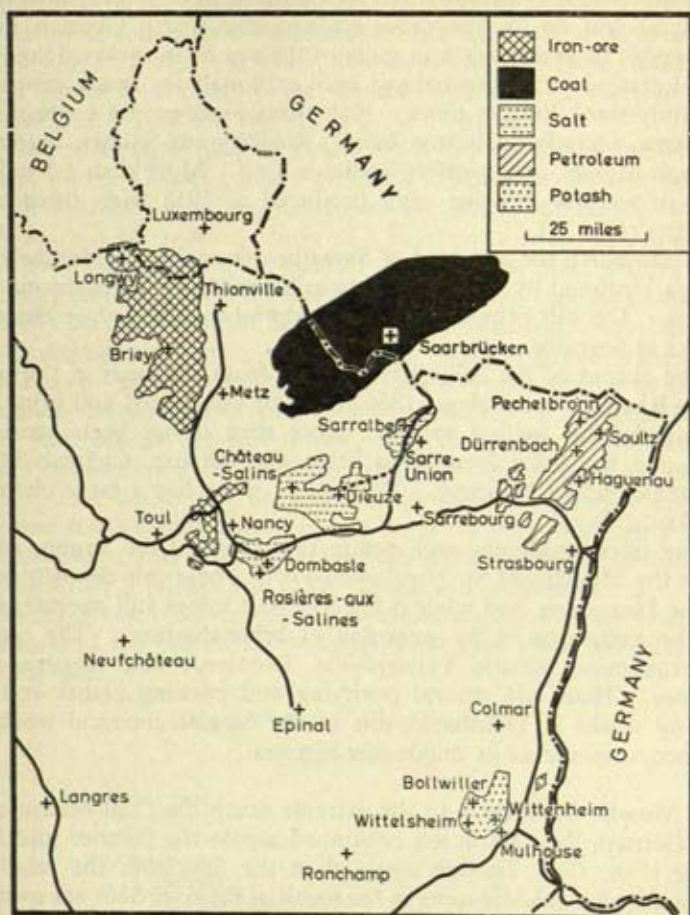 BELGIUM
GERMANY
Iron-ore
Coal
Salt
Petroleum
Potash
25 miles
Luxembourg
Longwy
Thionville
Briey
Saarbrücken
Metz
Pechelbronn
Sarralbe
Soultz
Château
-Salins
Sarre-
Union
Dürrenbach
Dieuze
Haguenau
Toul
Nancy
Sarrebourg
Dombasle
Strasbourg
Rosières-aux
-Salines
Neufchâteau
Epinal
Colmar
GERMANY
Bollwiller
Langres
Wittelsheim
Wittenheim
Mulhouse
Ronchamp